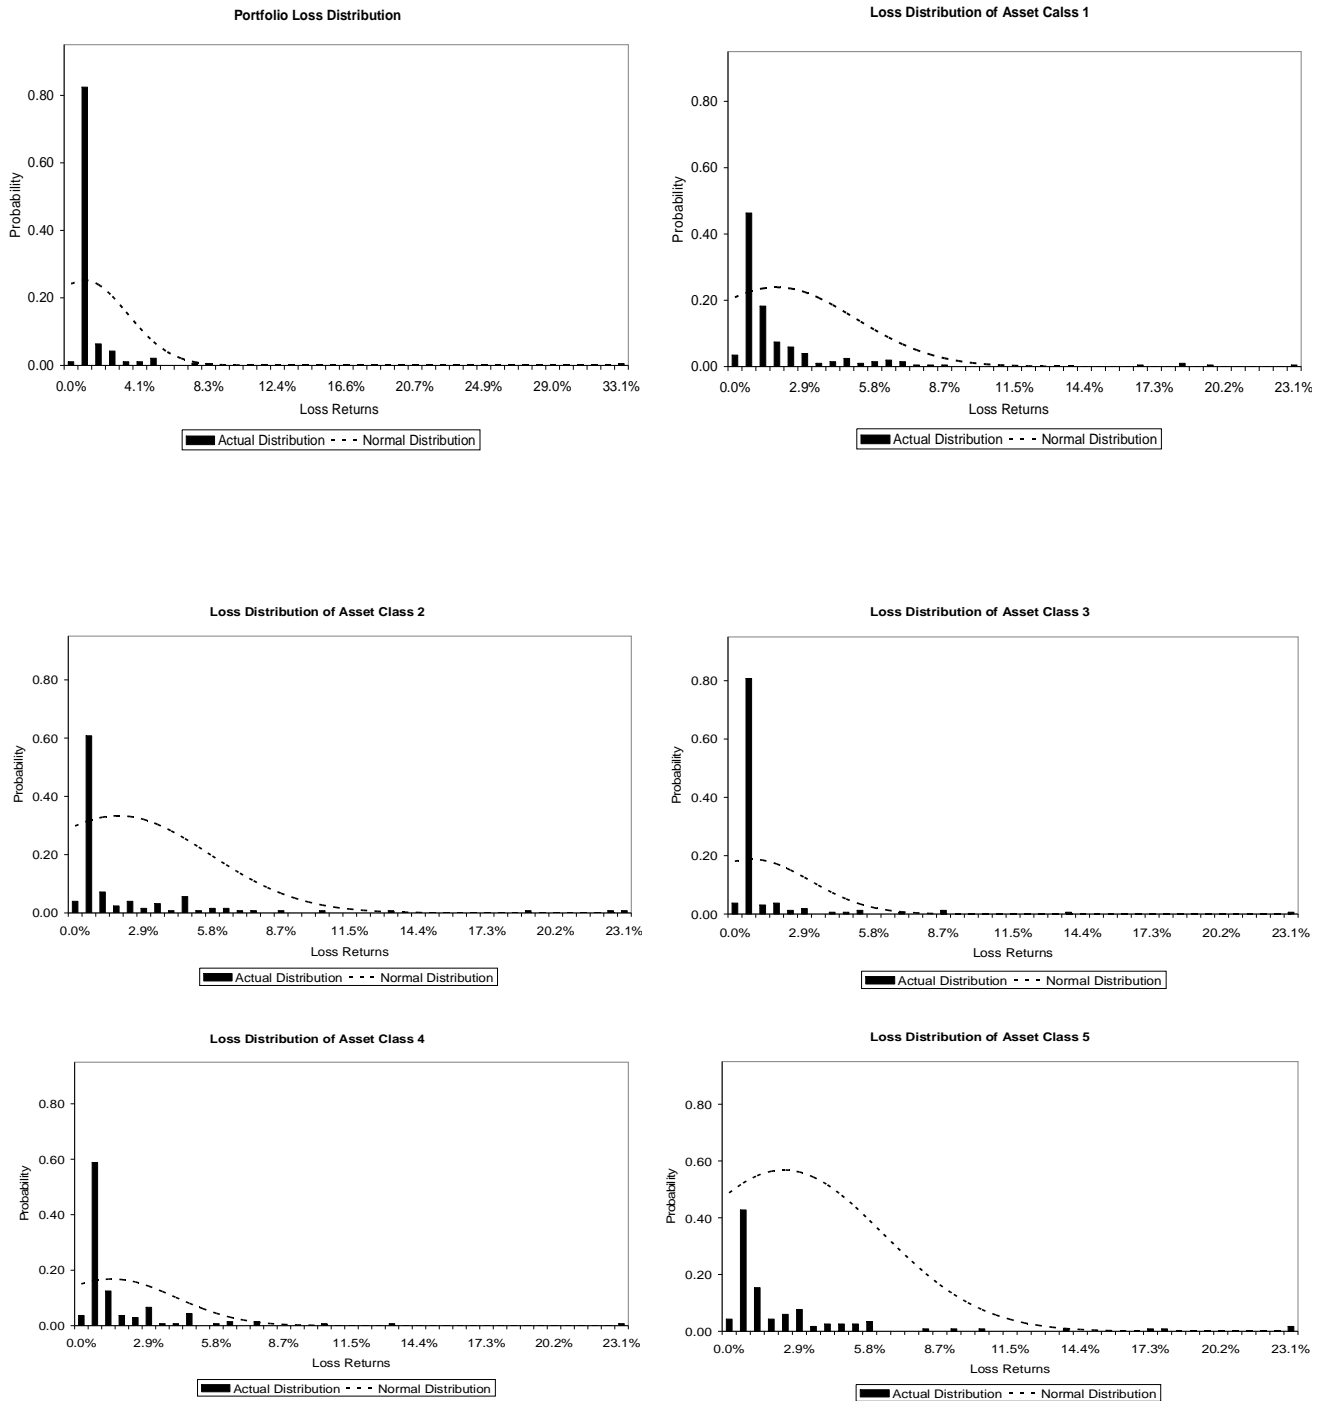 Portfolio Loss Distribution
0.80
0.60
0.40
0.20
0.00
Probability
0.0% 4.1% 8.3% 12.4% 16.6% 20.7% 24.9% 29.0% 33.1%
Loss Returns
Actual Distribution Normal Distribution
Loss Distribution of Asset Calss 1
0.80
0.60
0.40
0.20
0.00
Probability
0.0% 2.9% 5.8% 8.7% 11.5% 14.4% 17.3% 20.2% 23.1%
Loss Returns
Actual Distribution Normal Distribution
Loss Distribution of Asset Class 2
0.80
0.60
0.40
0.20
0.00
Probability
0.0% 2.9% 5.8% 8.7% 11.5% 14.4% 17.3% 20.2% 23.1%
Loss Returns
Actual Distribution Normal Distribution
Loss Distribution of Asset Class 3
0.80
0.60
0.40
0.20
0.00
Probability
0.0% 2.9% 5.8% 8.7% 11.5% 14.4% 17.3% 20.2% 23.1%
Loss Returns
Actual Distribution Normal Distribution
Loss Distribution of Asset Class 4
0.80
0.60
0.40
0.20
0.00
Probability
0.0% 2.9% 5.8% 8.7% 11.5% 14.4% 17.3% 20.2% 23.1%
Loss Returns
Actual Distribution Normal Distribution
Loss Distribution of Asset Class 5
0.80
0.60
0.40
0.20
0.00
Probability
0.0% 2.9% 5.8% 8.7% 11.5% 14.4% 17.3% 20.2% 23.1%
Loss Returns
Actual Distribution Normal Distribution